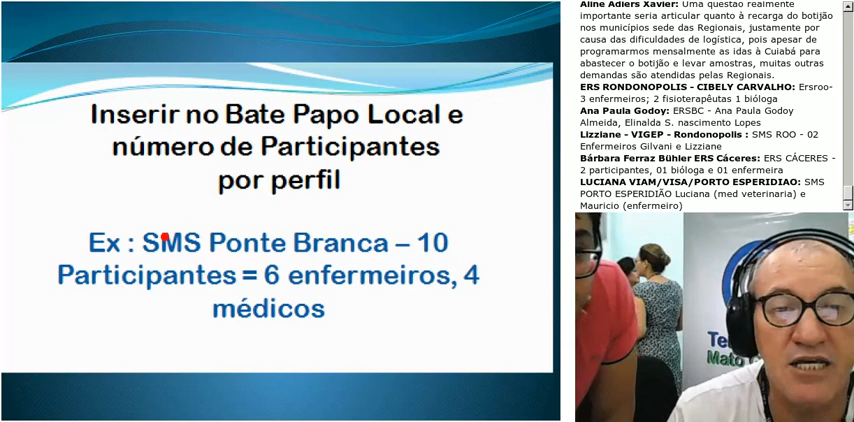 Inserir no Bate Papo Local e
número de Participantes
por perfil
Ex : SMS Ponte Branca – 10
Participantes = 6 enfermeiros, 4
médicos
Aline Adlers Xavier: Uma questão realmente
importante seria articular quanto à recarga do botijão
nos municípios sede das Regionais, justamente por
causa das dificuldades de logística, pois apesar de
programarmos mensalmente as idas à Cuiabá para
abastecer o botijão e levar amostras, muitas outras
demandas são atendidas pelas Regionais.
ERS RONDONOPOLIS - CIBELY CARVALHO: Ersroo-
3 enfermeiros; 2 fisioterapêutas 1 bióloga
Ana Paula Godoy: ERSBC - Ana Paula Godoy
Almeida, Elinalda S. nascimento Lopes
Lizziane - VIGEP - Rondonopolis : SMS ROO - 02
Enfermeiros Gilvani e Lizziane
Bárbara Ferraz Bühler ERS Cáceres: ERS CÁCERES -
2 participantes, 01 bióloga e 01 enfermeira
LUCIANA VIAM/VISA/PORTO ESPERIDIAO: SMS
PORTO ESPERIDIÃO Luciana (med veterinaria) e
Mauricio (enfermeiro)
Te
Mato